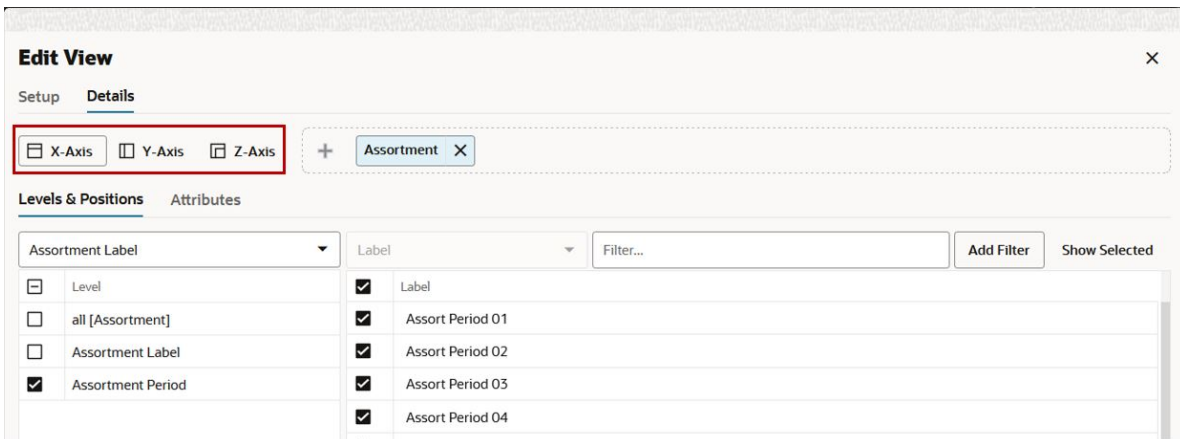 Edit View
Setup Details
X-Axis Y-Axis Z-Axis Assortment
Levels & Positions Attributes
Assortment Label Label Filter... Add Filter Show Selected
Level Label
all [Assortment] Assort Period 01
Assortment Label Assort Period 02
Assortment Period Assort Period 03
Assort Period 04